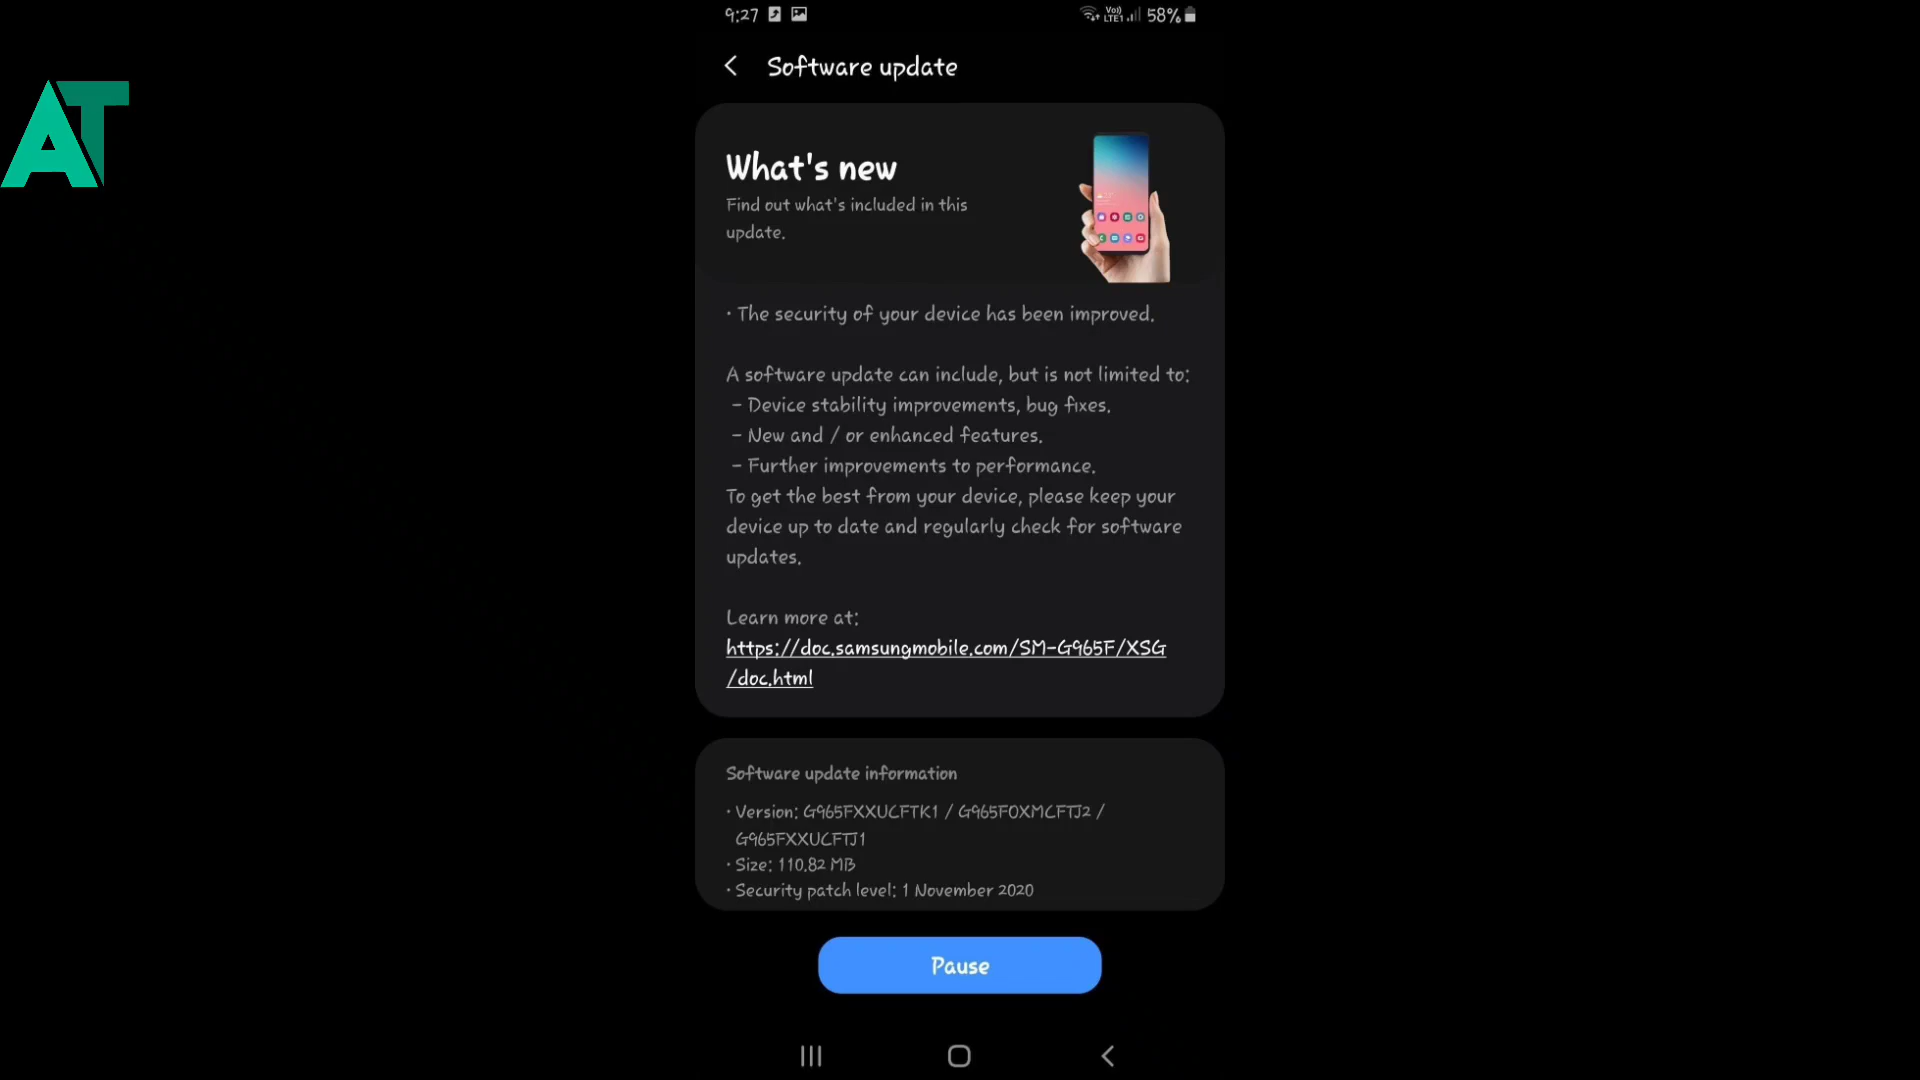 9:27
Vo))
LTE1
58%
Software update
AT
What's new
Find out what's included in this
update.
· The security of your device has been improved.
A software update can include, but is not limited to:
- Device stability improvements, bug fixes.
- New and / or enhanced features.
- Further improvements to performance.
To get the best from your device, please keep your
device up to date and regularly check for software
updates.
Learn more at:
https://doc.samsungmobile.com/SM-G965F/XSG
/doc.html
Software update information
· Version: G965FXXUCFTK1 / G965FOXMCFTJ2 /
G965FXXUCFTJ1
· Size: 110.82 MB
· Security patch level: 1 November 2020
Pause